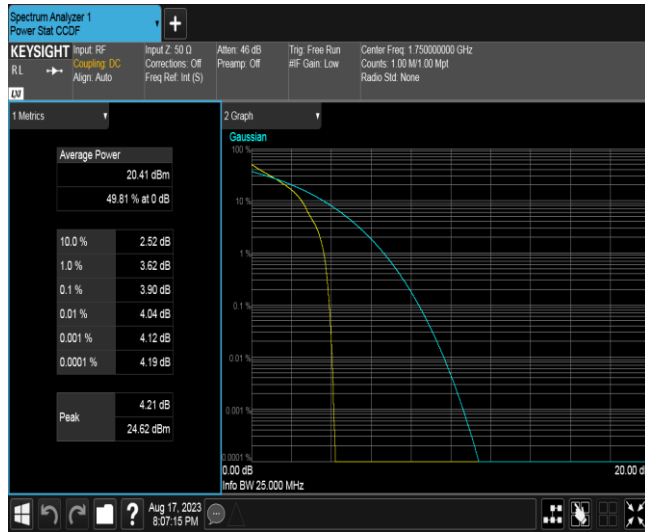 Spectrum Analyzer 1
Power Stat CCDF
+
KEYSIGHT
RL
LXI
Input: RF
Coupling: DC
Align: Auto
Input Z: 50 Ω
Corrections: Off
Freq Ref: Int (S)
Atten: 46 dB
Preamp: Off
Trig: Free Run
#IF Gain: Low
Center Freq: 1.750000000 GHz
Counts: 1.00 M/1.00 Mpt
Radio Std: None
1 Metrics
Average Power
20.41 dBm
49.81 % at 0 dB
10.0 % 2.52 dB
1.0 % 3.62 dB
0.1 % 3.90 dB
0.01 % 4.04 dB
0.001 % 4.12 dB
0.0001 % 4.19 dB
Peak
4.21 dB
24.62 dBm
2 Graph
Gaussian
100 %
10 %
1 %
0.1 %
0.01 %
0.001 %
0.0001 %
0.00 dB
20.00 d
Info BW 25.000 MHz
?
Aug 17, 2023
8:07:15 PM